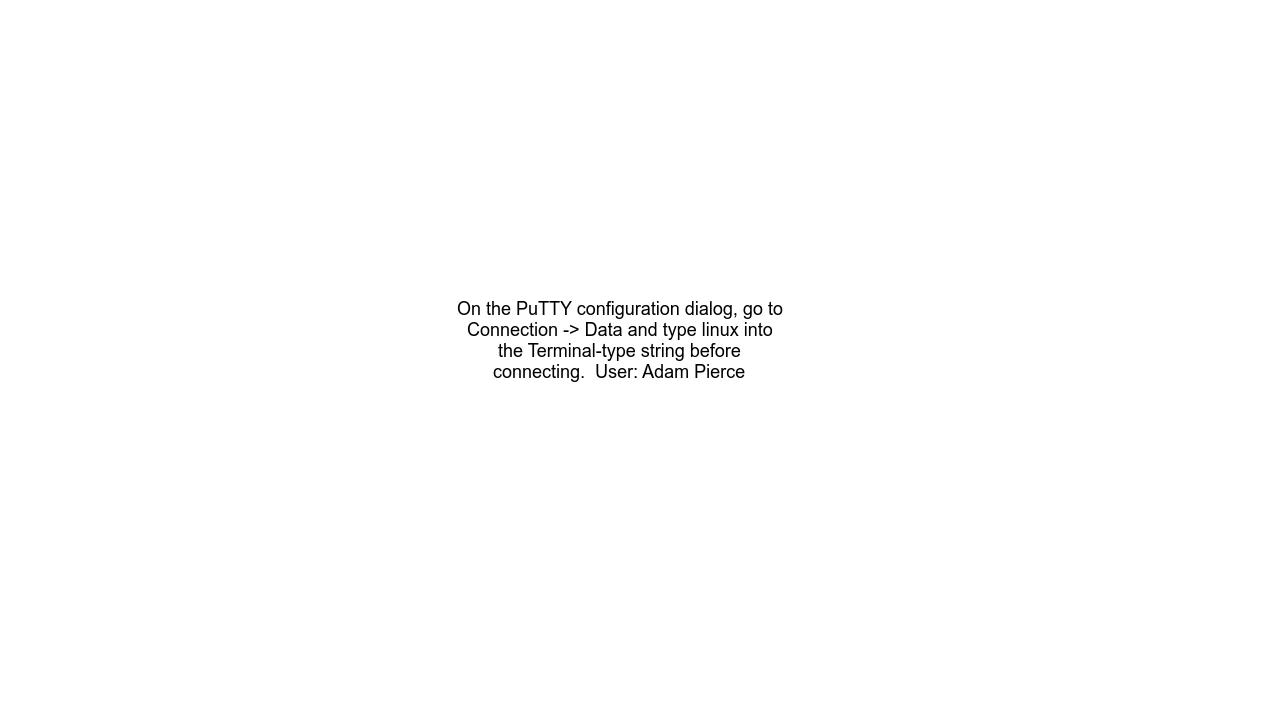 On the PuTTY configuration dialog, go to
Connection -> Data and type linux into
the Terminal-type string before
connecting.  User: Adam Pierce